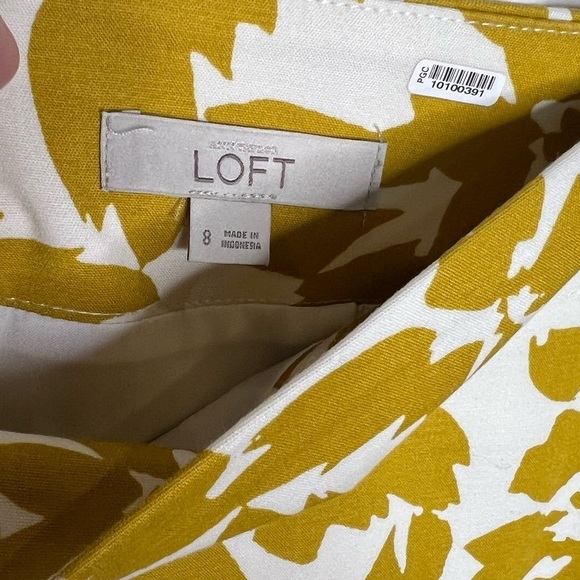 PGC
10100391
LOFT
8 MADE IN
INDONESIA